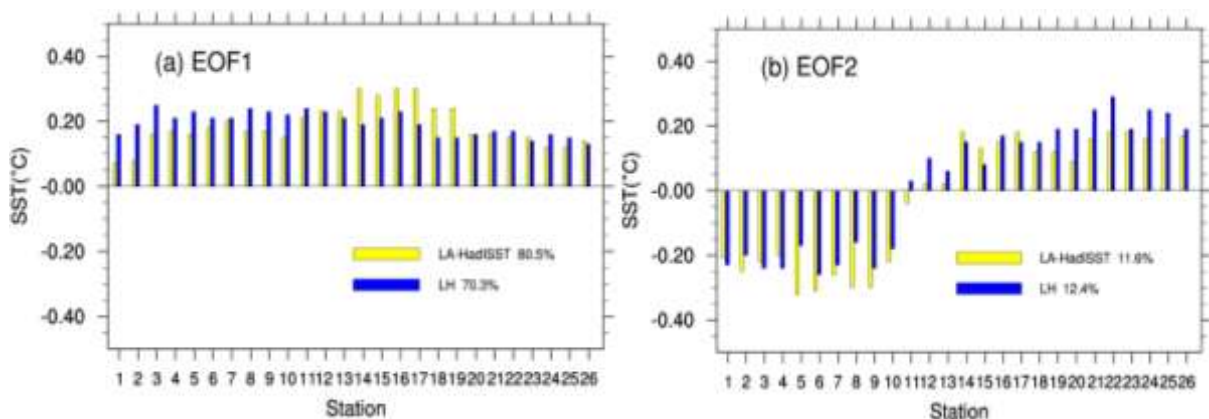 (a) EOF1
0.40
0.20
-0.00
-0.20
-0.40
SST(°C)
LA-HadISST 80.5%
LH 70.3%
1 2 3 4 5 6 7 8 9 10 11 12 13 14 15 16 17 18 19 20 21 22 23 24 25 26
Station
(b) EOF2
0.40
0.20
-0.00
-0.20
-0.40
SST(°C)
LA-HadISST 11.6%
LH 12.4%
1 2 3 4 5 6 7 8 9 10 11 12 13 14 15 16 17 18 19 20 21 22 23 24 25 26
Station